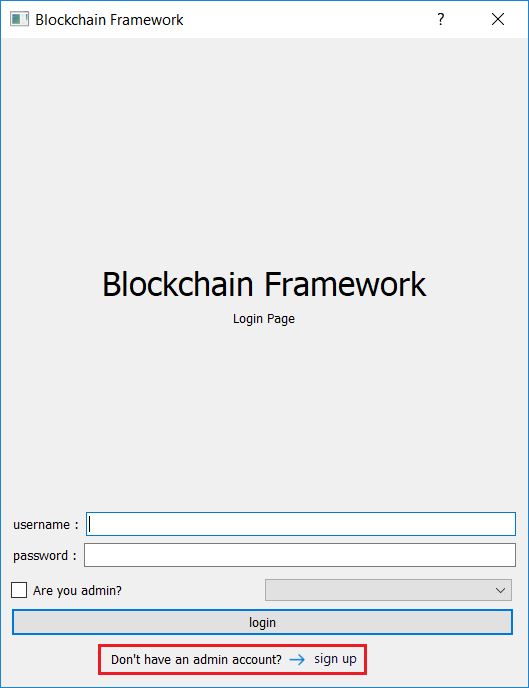 Blockchain Framework
Blockchain Framework
Login Page
username :
password :
Are you admin?
login
Don't have an admin account? → sign up